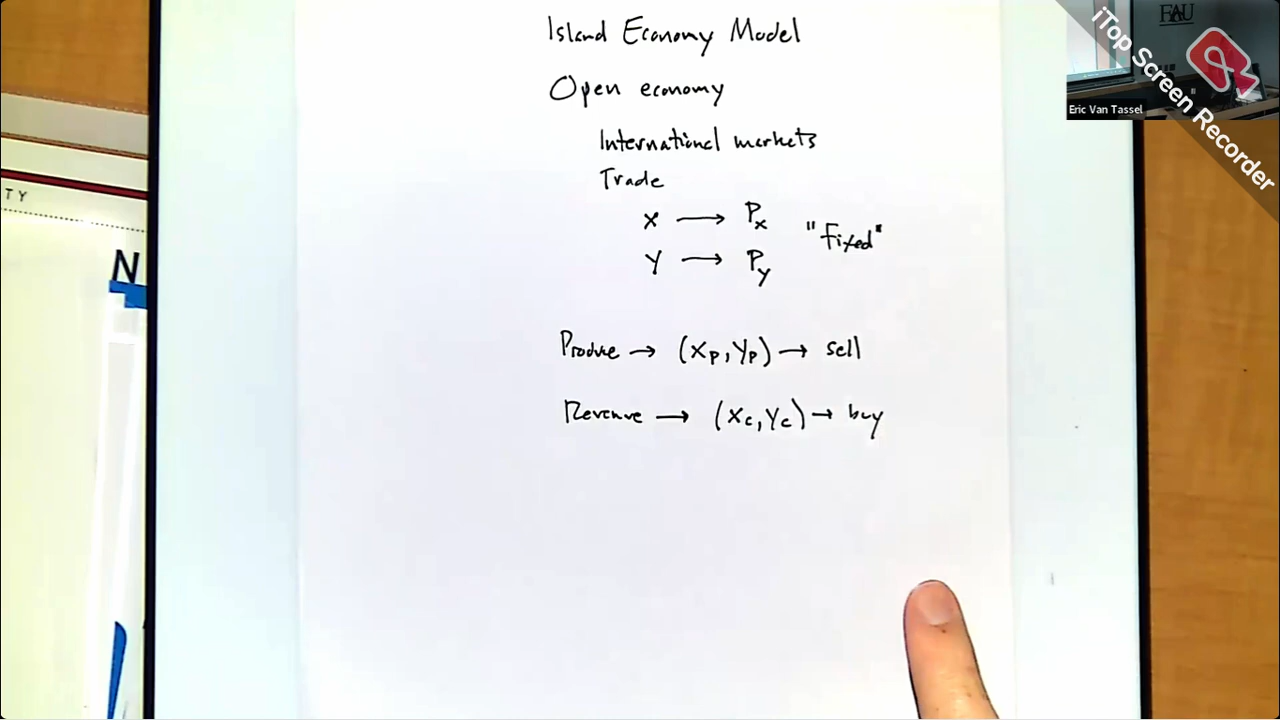 Island Economy Model
Open economy
International markets
Trade
X → Px
Y → Py
"fixed"
Produce → (Xp, Yp) → sell
Revenue → (Xc, Yc) → buy
TY
N
FAU
Eric Van Tassel
iTop Screen Recorder